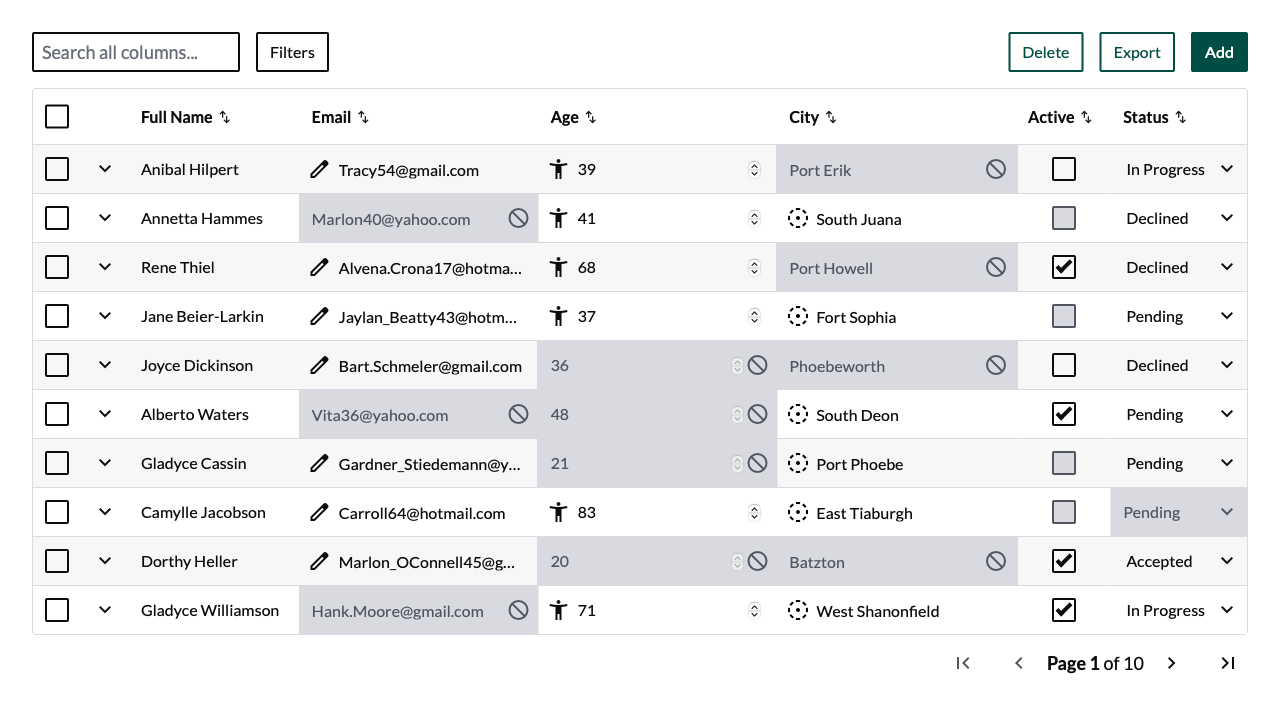 Search all columns... Filters Delete Export Add
Full Name Email Age City Active Status
Anibal Hilpert Tracy54@gmail.com 39 Port Erik In Progress
Annetta Hammes Marlon40@yahoo.com 41 South Juana Declined
Rene Thiel Alvena.Crona17@hotma... 68 Port Howell Declined
Jane Beier-Larkin Jaylan_Beatty43@hotm... 37 Fort Sophia Pending
Joyce Dickinson Bart.Schmeler@gmail.com 36 Phoebeworth Declined
Alberto Waters Vita36@yahoo.com 48 South Deon Pending
Gladyce Cassin Gardner_Stiedemann@y... 21 Port Phoebe Pending
Camylle Jacobson Carroll64@hotmail.com 83 East Tiaburgh Pending
Dorthy Heller Marlon_OConnell45@g... 20 Batzton Accepted
Gladyce Williamson Hank.Moore@gmail.com 71 West Shanonfield In Progress
Page 1 of 10